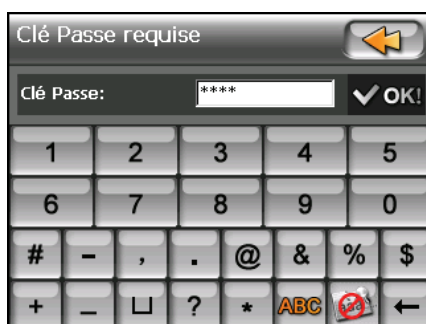 Clé Passe requise
Clé Passe: **** OK!
1 2 3 4 5
6 7 8 9 0
# - , . @ & % $
+ _ ␣ ? * ABC ←